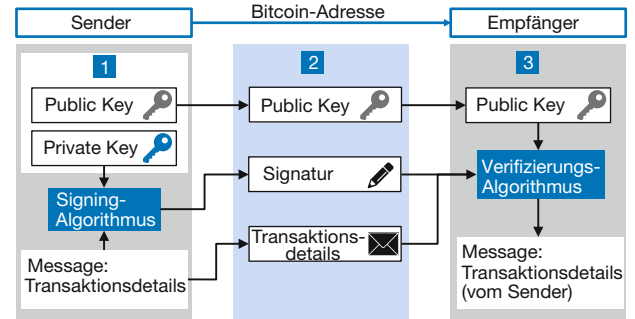 Sender
Bitcoin-Adresse
Empfänger
1
2
3
Public Key
Public Key
Public Key
Private Key
Signing-
Algorithmus
Signatur
Verifizierungs-
Algorithmus
Transaktions-
details
Message:
Transaktionsdetails
Message:
Transaktionsdetails
(vom Sender)